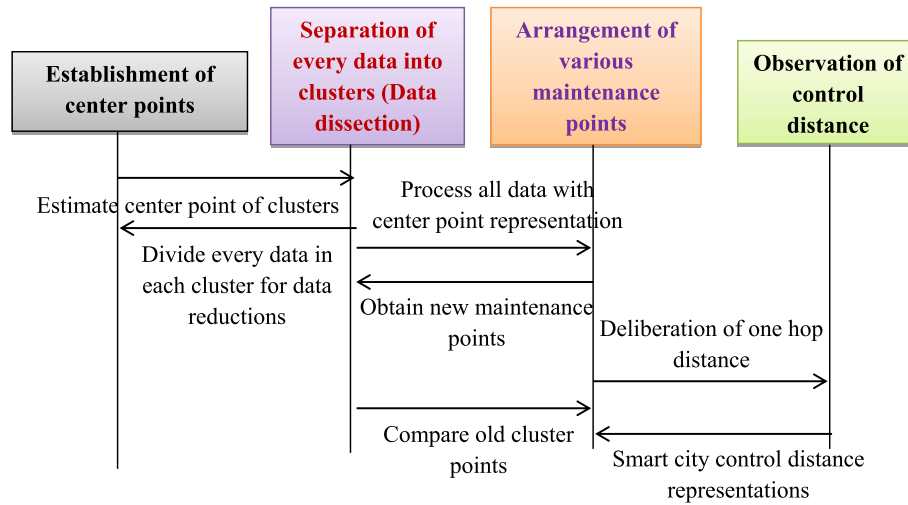 Establishment of
center points
Separation of
every data into
clusters (Data
dissection)
Arrangement of
various
maintenance
points
Observation of
control
distance
Estimate center point of clusters
Process all data with
center point representation
Divide every data in
each cluster for data
reductions
Obtain new maintenance
points
Deliberation of one hop
distance
Compare old cluster
points
Smart city control distance
representations